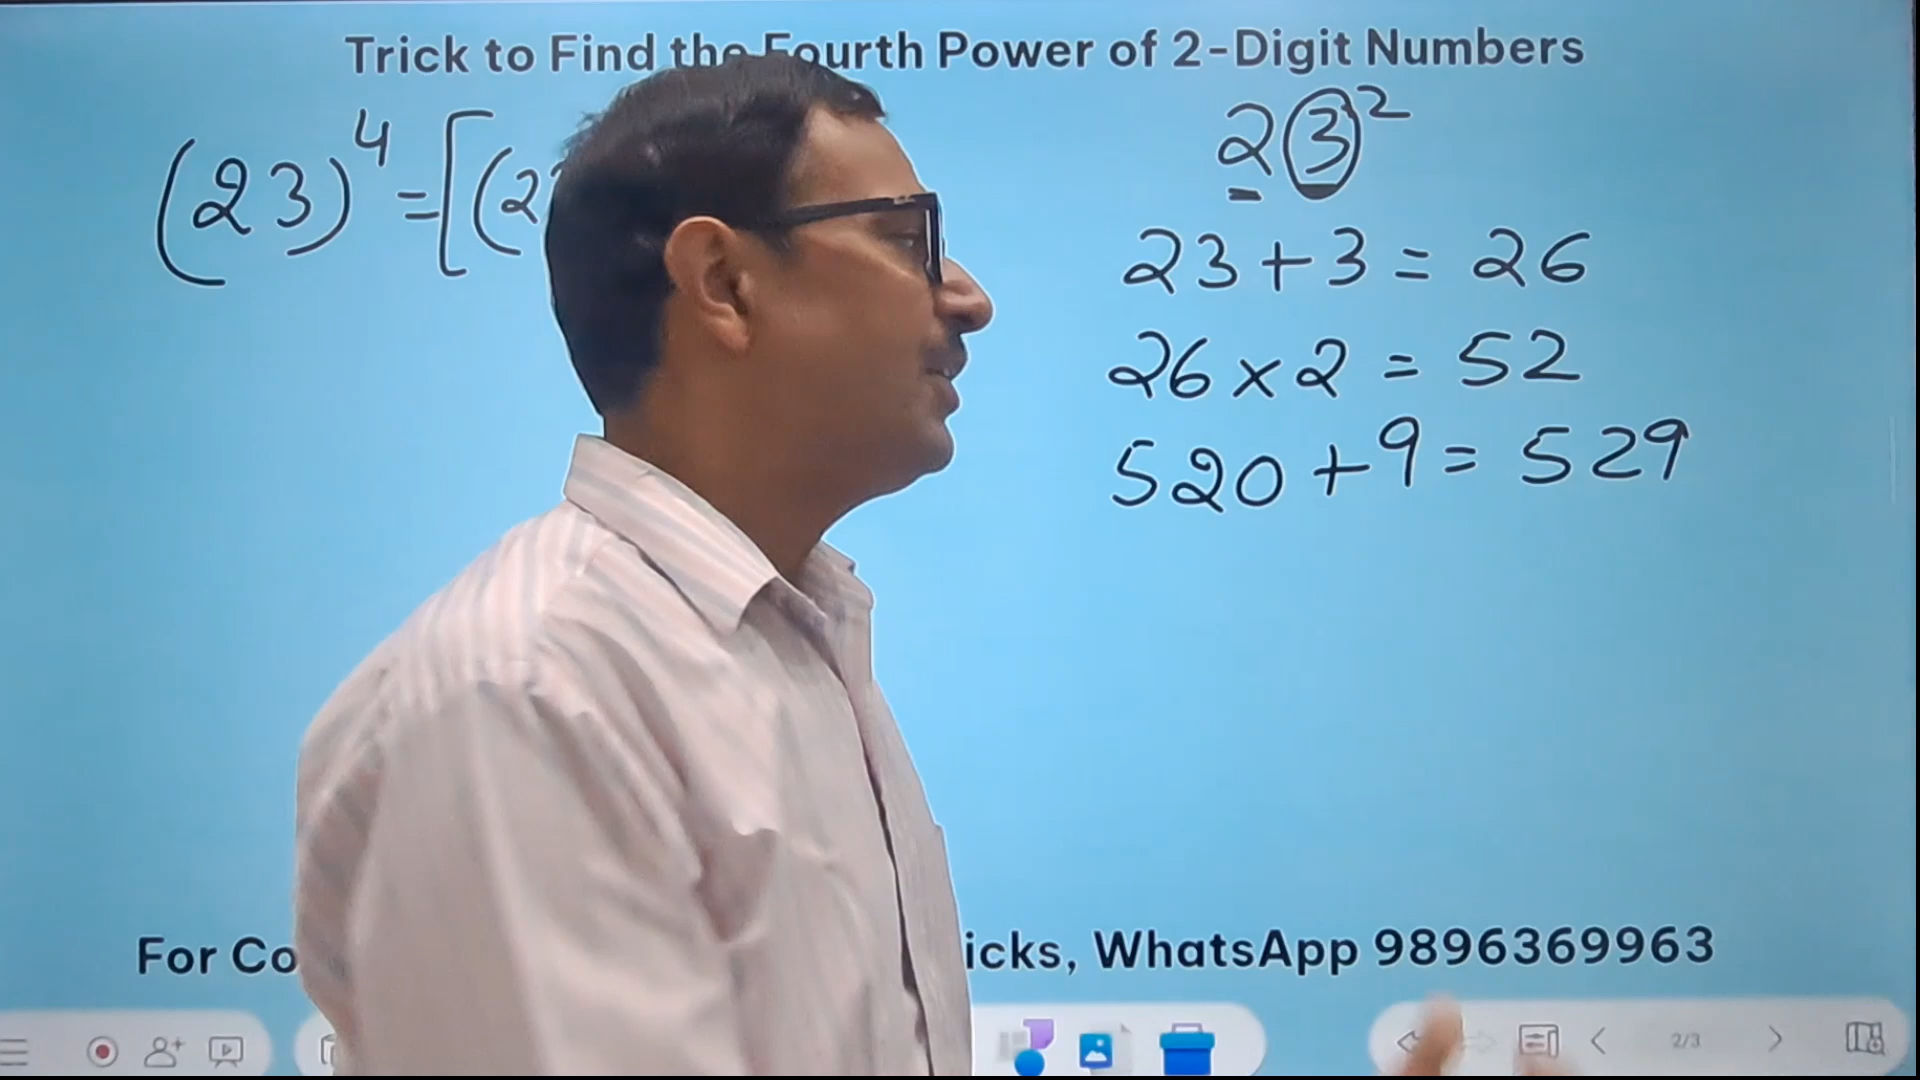 Trick to Find the Fourth Power of 2-Digit Numbers
(23)⁴ = [(2
23²
23 + 3 = 26
26 × 2 = 52
520 + 9 = 529
For Co
icks, WhatsApp 9896369963
2/3